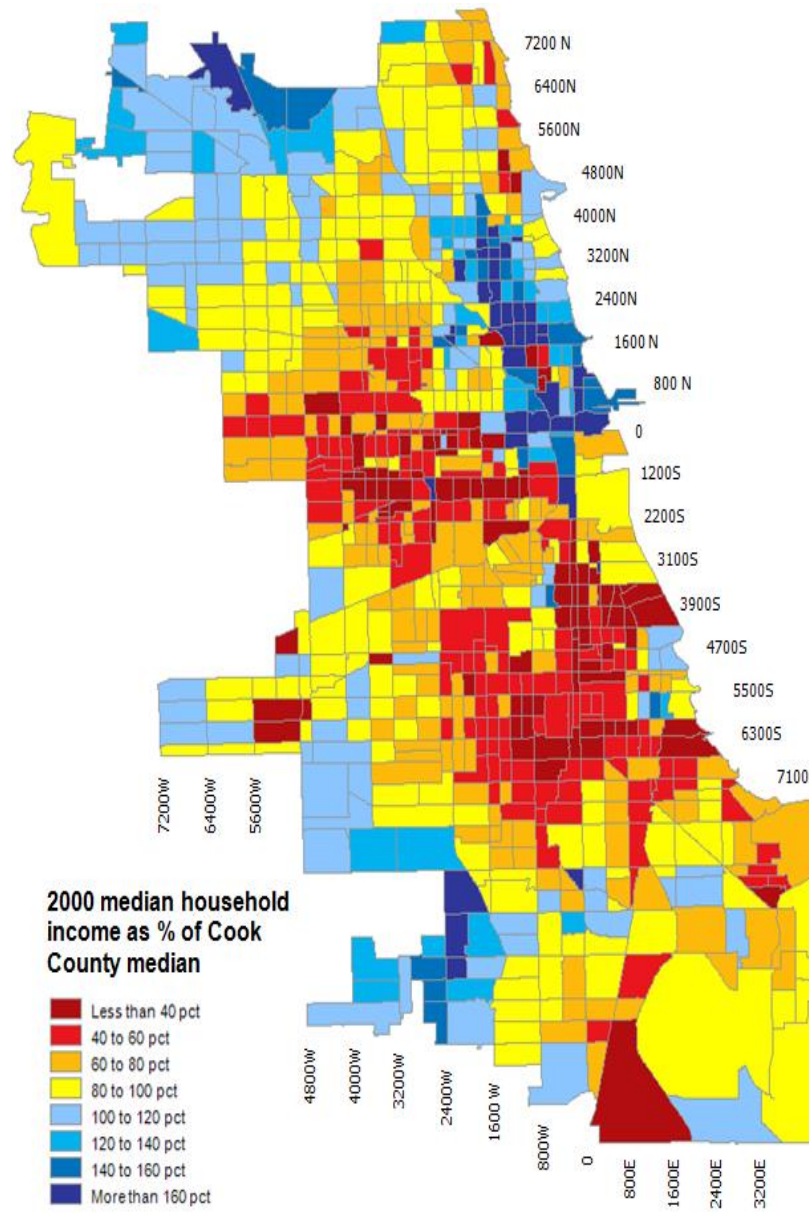 7200 N
6400N
5600N
4800N
4000N
3200N
2400N
1600 N
800 N
0
1200S
2200S
3100S
3900S
4700S
5500S
6300S
7100
7200W
6400W
5600W
2000 median household
income as % of Cook
County median
Less than 40 pct
40 to 60 pct
60 to 80 pct
80 to 100 pct
100 to 120 pct
120 to 140 pct
140 to 160 pct
More than 160 pct
4800W
4000W
3200W
2400W
1600 W
800W
0
800E
1600E
2400E
3200E